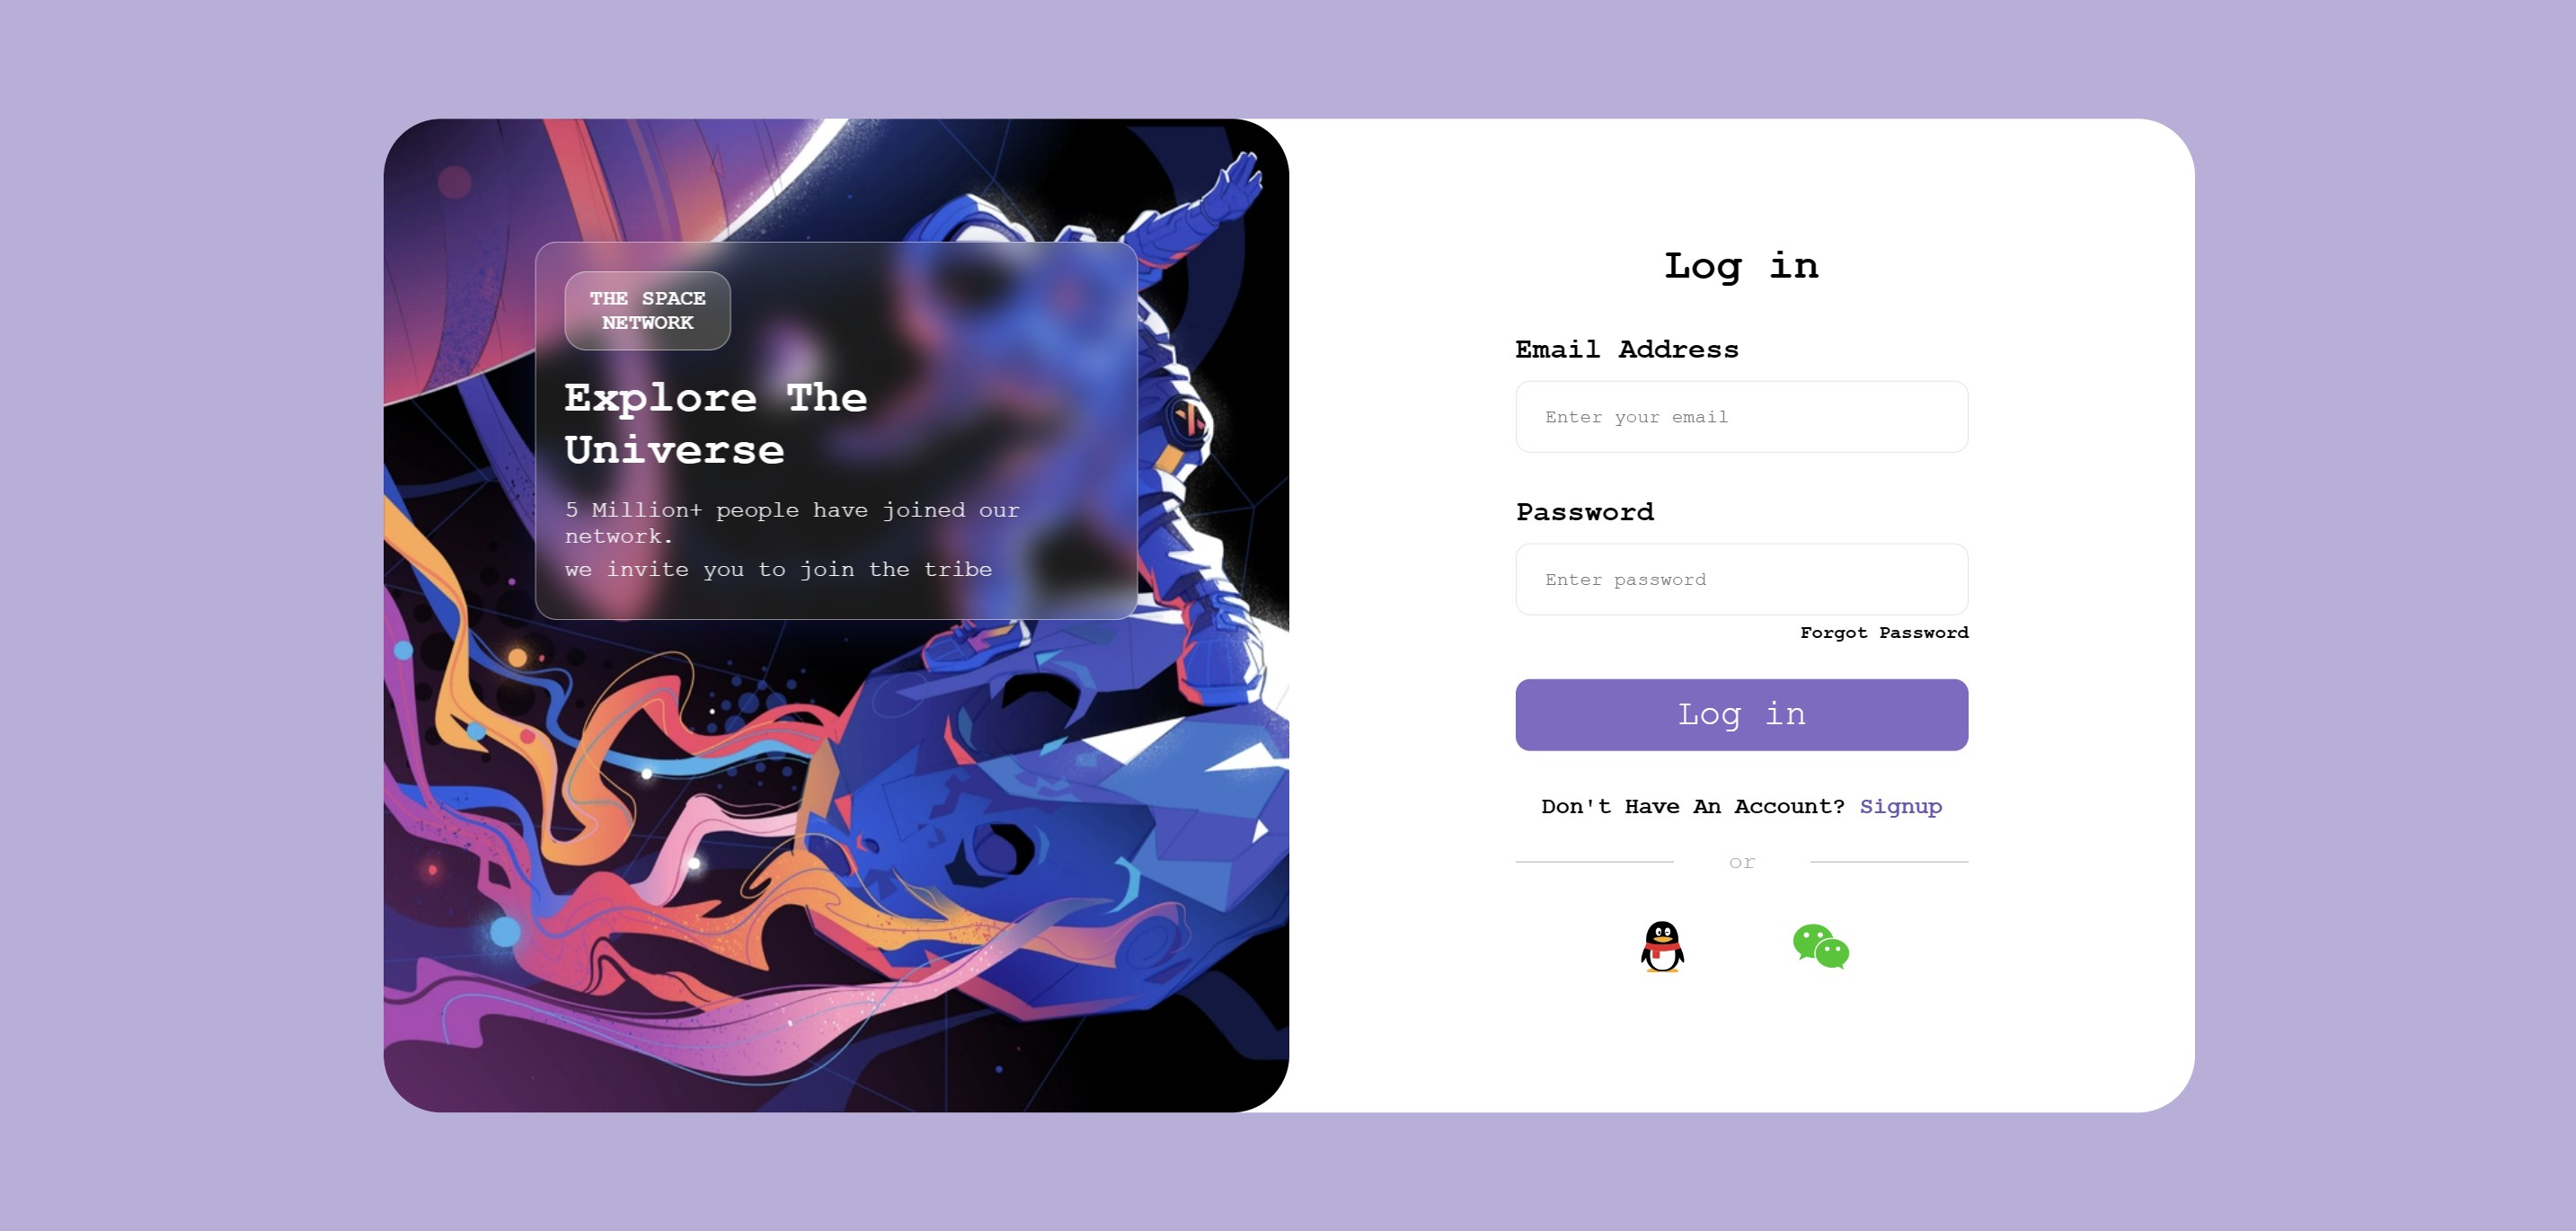 THE SPACE
NETWORK
Explore The
Universe
5 Million+ people have joined our
network.
we invite you to join the tribe
Log in
Email Address
Enter your email
Password
Enter password
Forgot Password
Log in
Don't Have An Account? Signup
or